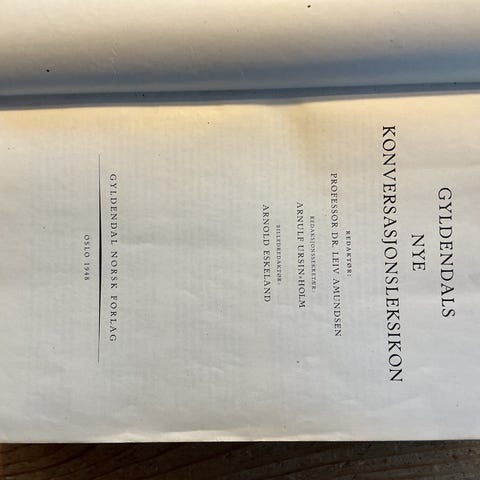 GYLDENDALS
NYE
KONVERSASJONSLEKSIKON
REDAKTØR:
PROFESSOR DR. LEIV AMUNDSEN
REDAKSJONSSEKRETÆR:
ARNULF URSIN-HOLM
BILLEDREDAKTØR:
ARNOLD ESKELAND
GYLDENDAL NORSK FORLAG
OSLO 1948